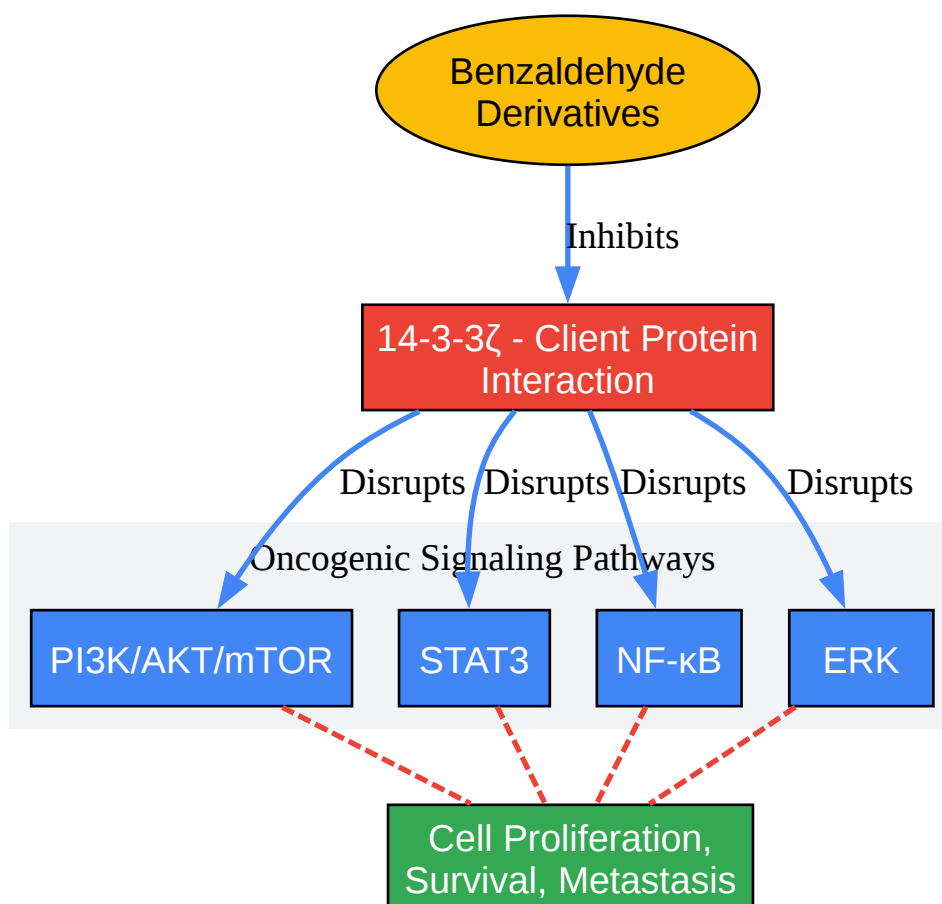 Benzaldehyde
Derivatives
Inhibits
14-3-3ζ - Client Protein
Interaction
Disrupts Disrupts Disrupts Disrupts
Oncogenic Signaling Pathways
PI3K/AKT/mTOR STAT3 NF-κB ERK
Cell Proliferation,
Survival, Metastasis